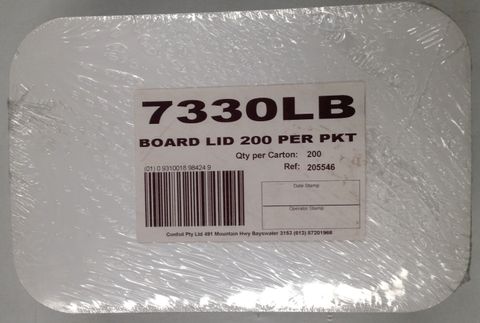 7330LB
BOARD LID 200 PER PKT
Qty per Carton: 200
Ref: 205546
(01) 0 9310018 98424 9
Date Stamp
Operator Stamp
Confoil Pty Ltd 491 Mountain Hwy Bayswater 3153 (613) 87201966